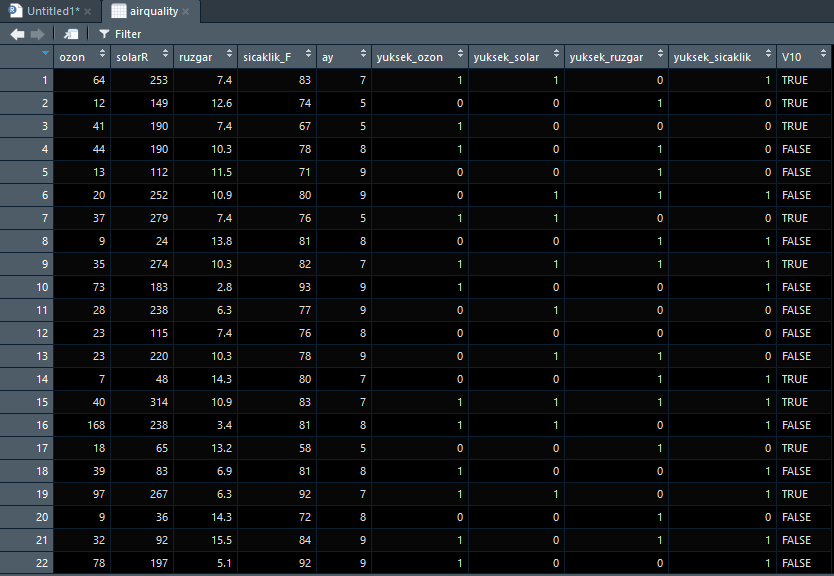 Untitled1* × airquality ×
Filter
ozon solarR ruzgar sicaklik_F ay yuksek_ozon yuksek_solar yuksek_ruzgar yuksek_sicaklik V10
1 64 253 7.4 83 7 1 1 0 1 TRUE
2 12 149 12.6 74 5 0 0 1 0 TRUE
3 41 190 7.4 67 5 1 0 0 0 TRUE
4 44 190 10.3 78 8 1 0 1 0 FALSE
5 13 112 11.5 71 9 0 0 1 0 FALSE
6 20 252 10.9 80 9 0 1 1 1 FALSE
7 37 279 7.4 76 5 1 1 0 0 TRUE
8 9 24 13.8 81 8 0 0 1 1 FALSE
9 35 274 10.3 82 7 1 1 1 1 TRUE
10 73 183 2.8 93 9 1 0 0 1 FALSE
11 28 238 6.3 77 9 0 1 0 0 FALSE
12 23 115 7.4 76 8 0 0 0 0 FALSE
13 23 220 10.3 78 9 0 1 1 0 FALSE
14 7 48 14.3 80 7 0 0 1 1 TRUE
15 40 314 10.9 83 7 1 1 1 1 TRUE
16 168 238 3.4 81 8 1 1 0 1 FALSE
17 18 65 13.2 58 5 0 0 1 0 TRUE
18 39 83 6.9 81 8 1 0 0 1 FALSE
19 97 267 6.3 92 7 1 1 0 1 TRUE
20 9 36 14.3 72 8 0 0 1 0 FALSE
21 32 92 15.5 84 9 1 0 1 1 FALSE
22 78 197 5.1 92 9 1 0 0 1 FALSE